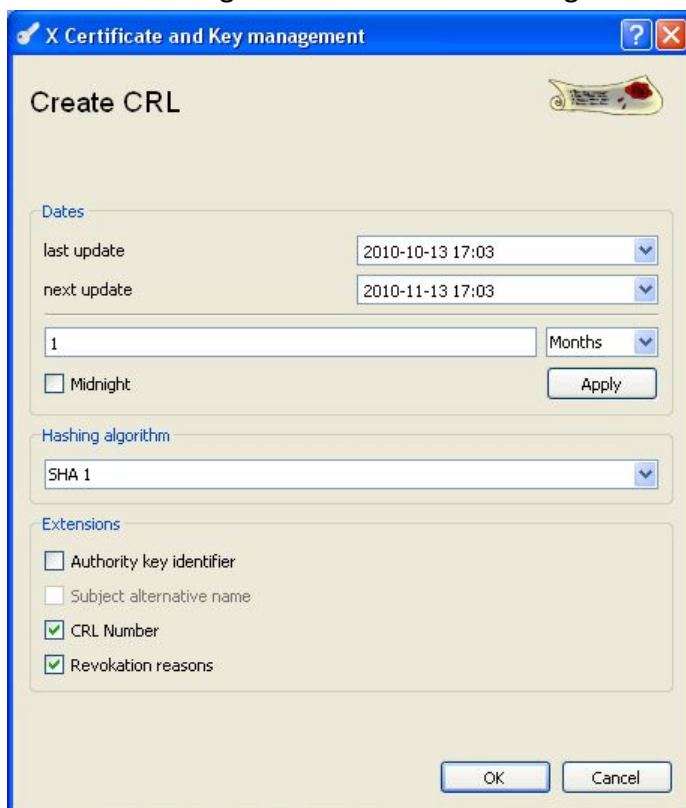 X Certificate and Key management
Create CRL
Dates
last update 2010-10-13 17:03
next update 2010-11-13 17:03
1 Months
Midnight Apply
Hashing algorithm
SHA 1
Extensions
Authority key identifier
Subject alternative name
CRL Number
Revokation reasons
OK Cancel